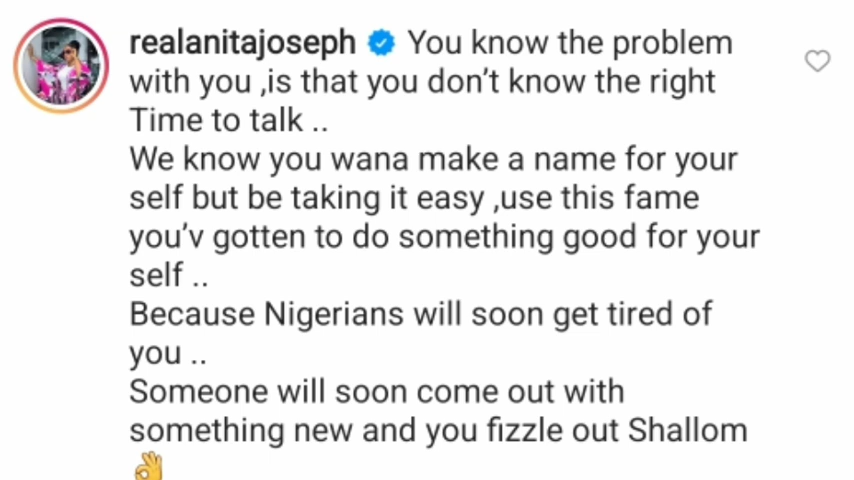 realanitajoseph You know the problem
with you ,is that you don't know the right
Time to talk ..
We know you wana make a name for your
self but be taking it easy ,use this fame
you'v gotten to do something good for your
self ..
Because Nigerians will soon get tired of
you ..
Someone will soon come out with
something new and you fizzle out Shallom
👌